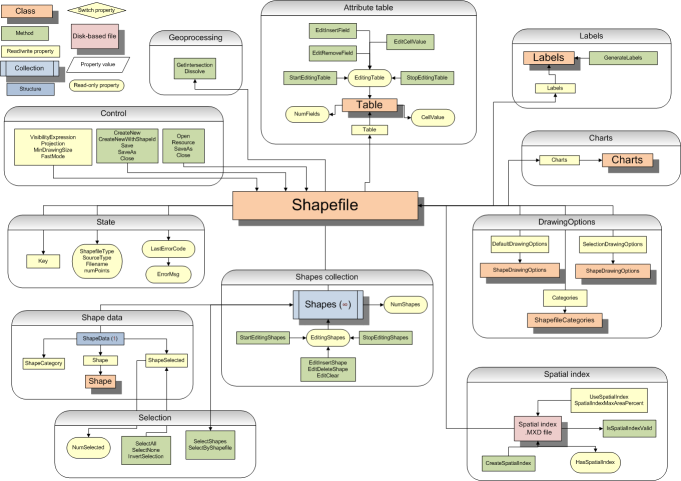 Class
Switch property
Method
Disk-based file
Read/write property
Collection
Property value
Structure
Read-only property
Geoprocessing
GetIntersection
Dissolve
Attribute table
EditInsertField
EditRemoveField
EditCellValue
StartEditingTable
EditingTable
StopEditingTable
NumFields
Table
CellValue
Table
Labels
Labels
GenerateLabels
Labels
Control
VisibilityExpression
Projection
MinDrawingSize
FastMode
CreateNew
CreateNewWithShapeId
Save
SaveAs
Close
Open
Resource
SaveAs
Close
Charts
Charts
Charts
Shapefile
State
Key
ShapefileType
SourceType
Filename
numPoints
LastErrorCode
ErrorMsg
DrawingOptions
DefaultDrawingOptions
SelectionDrawingOptions
ShapeDrawingOptions
ShapeDrawingOptions
Categories
ShapefileCategories
Shapes collection
Shapes (∞)
NumShapes
StartEditingShapes
EditingShapes
StopEditingShapes
EditInsertShape
EditDeleteShape
EditClear
Shape data
ShapeData (1)
ShapeCategory
Shape
ShapeSelected
Shape
Selection
NumSelected
SelectAll
SelectNone
InvertSelection
SelectShapes
SelectByShapefile
Spatial index
UseSpatialIndex
SpatialIndexMaxAreaPercent
Spatial index
.MXD file
IsSpatialIndexValid
CreateSpatialIndex
HasSpatialIndex